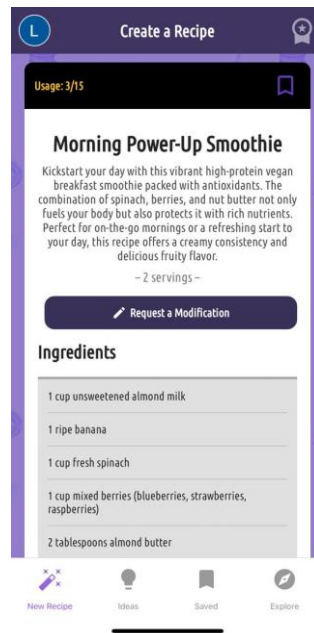 L
Create a Recipe
Usage: 3/15
Morning Power-Up Smoothie
Kickstart your day with this vibrant high-protein vegan
breakfast smoothie packed with antioxidants. The
combination of spinach, berries, and nut butter not only
fuels your body but also protects it with rich nutrients.
Perfect for on-the-go mornings or a refreshing start to
your day, this recipe offers a creamy consistency and
delicious fruity flavor.
– 2 servings –
Request a Modification
Ingredients
1 cup unsweetened almond milk
1 ripe banana
1 cup fresh spinach
1 cup mixed berries (blueberries, strawberries,
raspberries)
2 tablespoons almond butter
New Recipe
Ideas
Saved
Explore